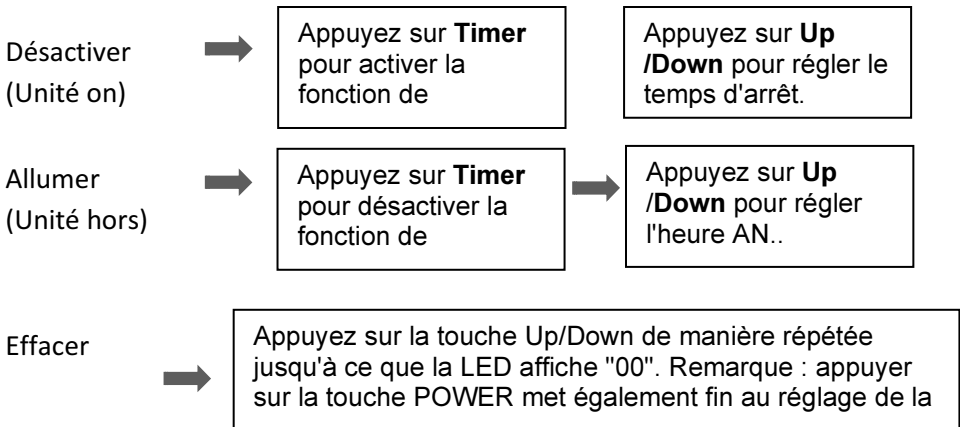 Désactiver
(Unité on)
Appuyez sur Timer
pour activer la
fonction de
Appuyez sur Up
/Down pour régler le
temps d'arrêt.
Allumer
(Unité hors)
Appuyez sur Timer
pour désactiver la
fonction de
Appuyez sur Up
/Down pour régler
l'heure AN..
Effacer
Appuyez sur la touche Up/Down de manière répétée
jusqu'à ce que la LED affiche "00". Remarque : appuyer
sur la touche POWER met également fin au réglage de la